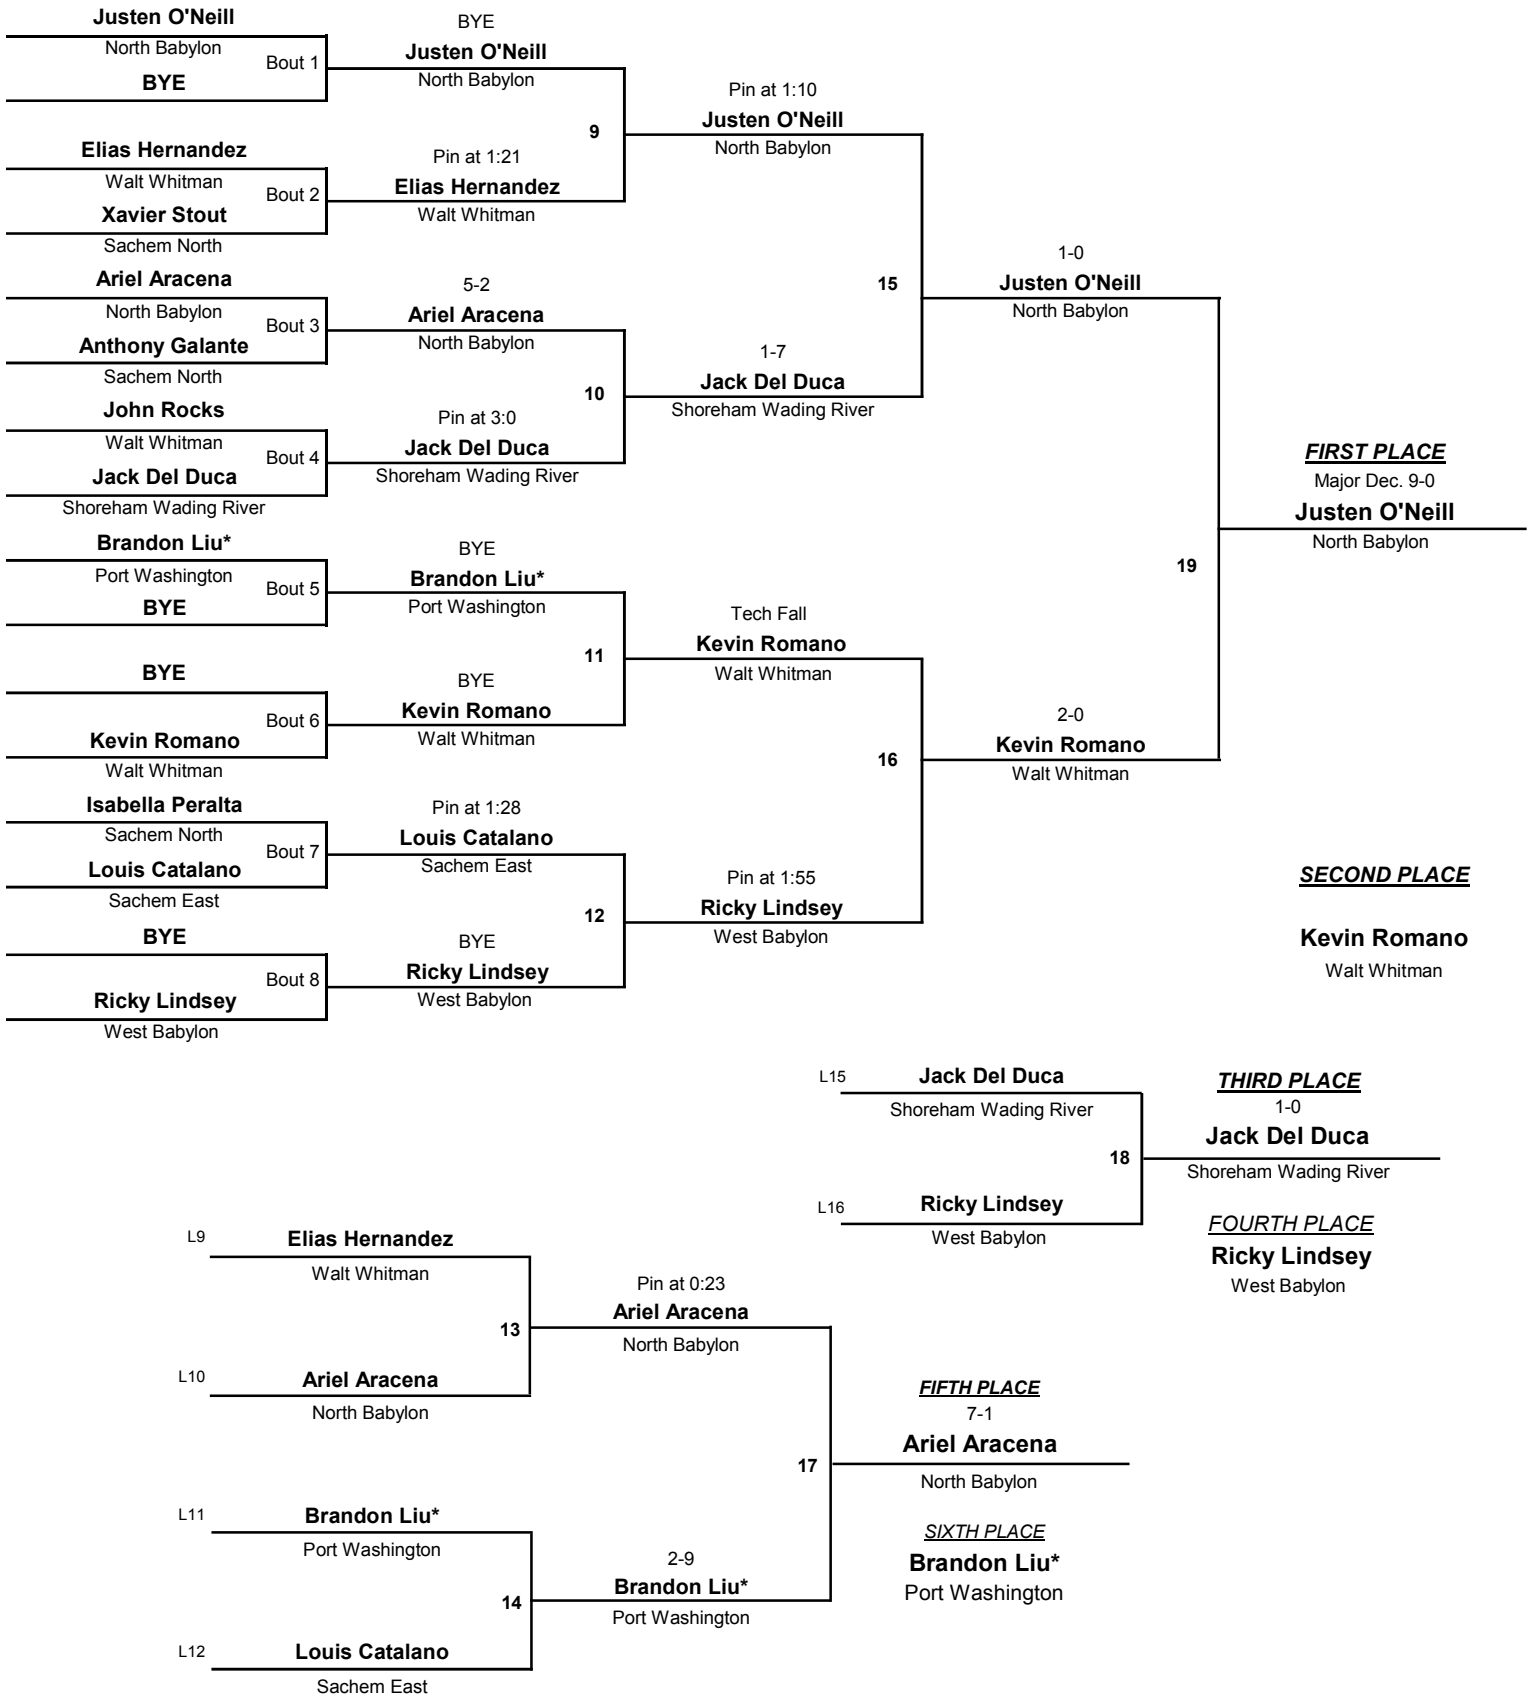 Justen O'Neill
North Babylon
Bout 1
BYE
Elias Hernandez
Walt Whitman
Bout 2
Xavier Stout
Sachem North
Ariel Aracena
North Babylon
Bout 3
Anthony Galante
Sachem North
John Rocks
Walt Whitman
Bout 4
Jack Del Duca
Shoreham Wading River
Brandon Liu*
Port Washington
Bout 5
BYE
BYE
Bout 6
Kevin Romano
Walt Whitman
Isabella Peralta
Sachem North
Bout 7
Louis Catalano
Sachem East
BYE
Bout 8
Ricky Lindsey
West Babylon
BYE
Justen O'Neill
North Babylon
9
Pin at 1:21
Elias Hernandez
Walt Whitman
5-2
Ariel Aracena
North Babylon
10
Pin at 3:0
Jack Del Duca
Shoreham Wading River
BYE
Brandon Liu*
Port Washington
11
BYE
Kevin Romano
Walt Whitman
Pin at 1:28
Louis Catalano
Sachem East
12
BYE
Ricky Lindsey
West Babylon
Pin at 1:10
Justen O'Neill
North Babylon
15
1-7
Jack Del Duca
Shoreham Wading River
Tech Fall
Kevin Romano
Walt Whitman
16
Pin at 1:55
Ricky Lindsey
West Babylon
1-0
Justen O'Neill
North Babylon
19
2-0
Kevin Romano
Walt Whitman
FIRST PLACE
Major Dec. 9-0
Justen O'Neill
North Babylon
SECOND PLACE
Kevin Romano
Walt Whitman
L15
Jack Del Duca
Shoreham Wading River
18
L16
Ricky Lindsey
West Babylon
THIRD PLACE
1-0
Jack Del Duca
Shoreham Wading River
FOURTH PLACE
Ricky Lindsey
West Babylon
L9
Elias Hernandez
Walt Whitman
13
L10
Ariel Aracena
North Babylon
L11
Brandon Liu*
Port Washington
14
L12
Louis Catalano
Sachem East
Pin at 0:23
Ariel Aracena
North Babylon
17
2-9
Brandon Liu*
Port Washington
FIFTH PLACE
7-1
Ariel Aracena
North Babylon
SIXTH PLACE
Brandon Liu*
Port Washington